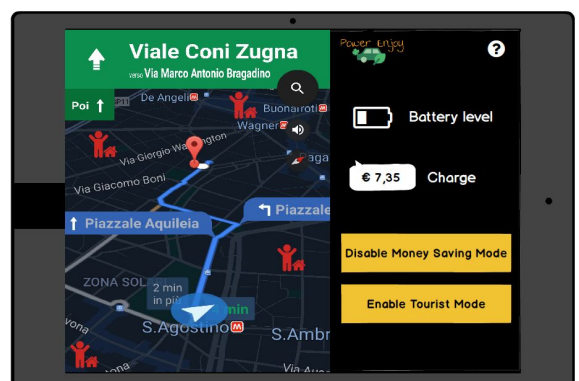 Viale Coni Zugna
verso Via Marco Antonio Bragadino
Poi
De Angeli
Buonarroti
Wagner
Via Giorgio Washington
Via Giacomo Boni
Piazzale Aquileia
Piazzale
ZONA SOL
2 min
in più
min
S.Agostino
S.Ambr
Power Enjoy
?
Battery level
€ 7,35
Charge
Disable Money Saving Mode
Enable Tourist Mode